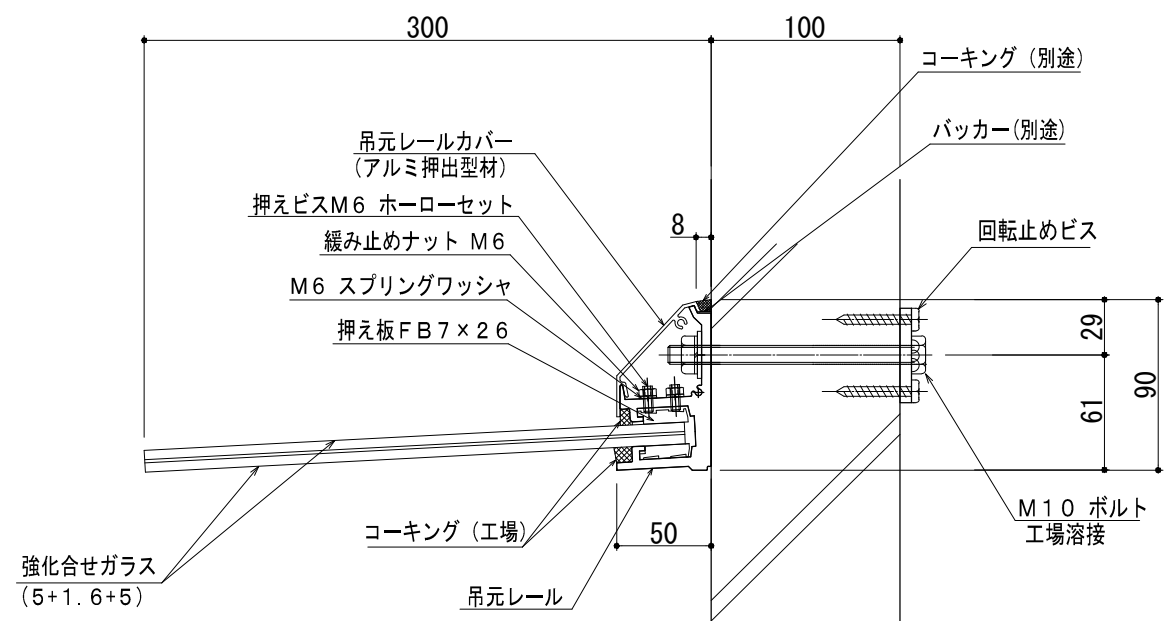 300
100
コーキング (別途)
吊元レールカバー
(アルミ押出型材)
バッカー(別途)
押えビスM6 ホーローセット
8
回転止めビス
緩み止めナット M6
M6 スプリングワッシャ
押え板FB7×26
29
90
61
コーキング (工場)
50
M10 ボルト
工場溶接
強化合せガラス
(5+1.6+5)
吊元レール